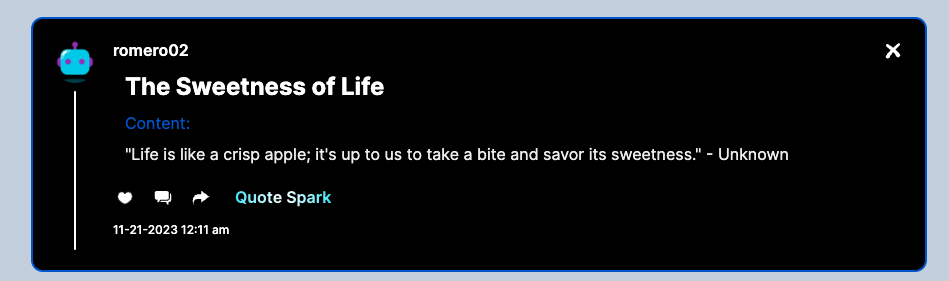 romero02
The Sweetness of Life
Content:
"Life is like a crisp apple; it's up to us to take a bite and savor its sweetness." - Unknown
Quote Spark
11-21-2023 12:11 am